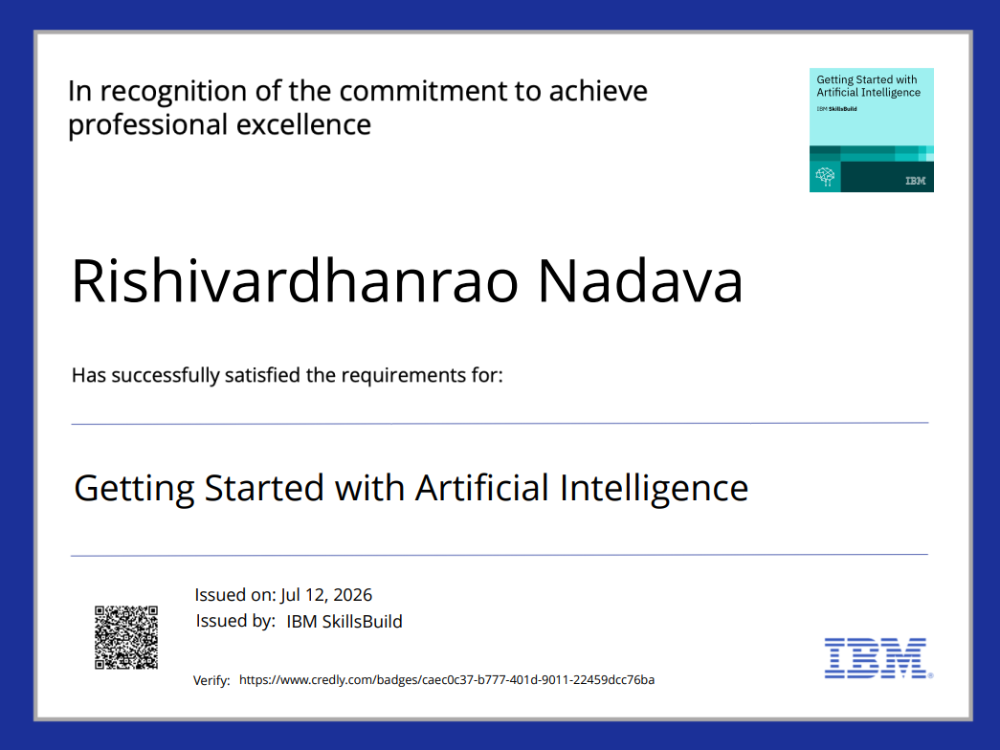 In recognition of the commitment to achieve
professional excellence
Getting Started with
Artificial Intelligence
IBM SkillsBuild
IBM
Rishivardhanrao Nadava
Has successfully satisfied the requirements for:
Getting Started with Artificial Intelligence
Issued on: Jul 12, 2026
Issued by: IBM SkillsBuild
Verify: https://www.credly.com/badges/caec0c37-b777-401d-9011-22459dcc76ba
IBM®